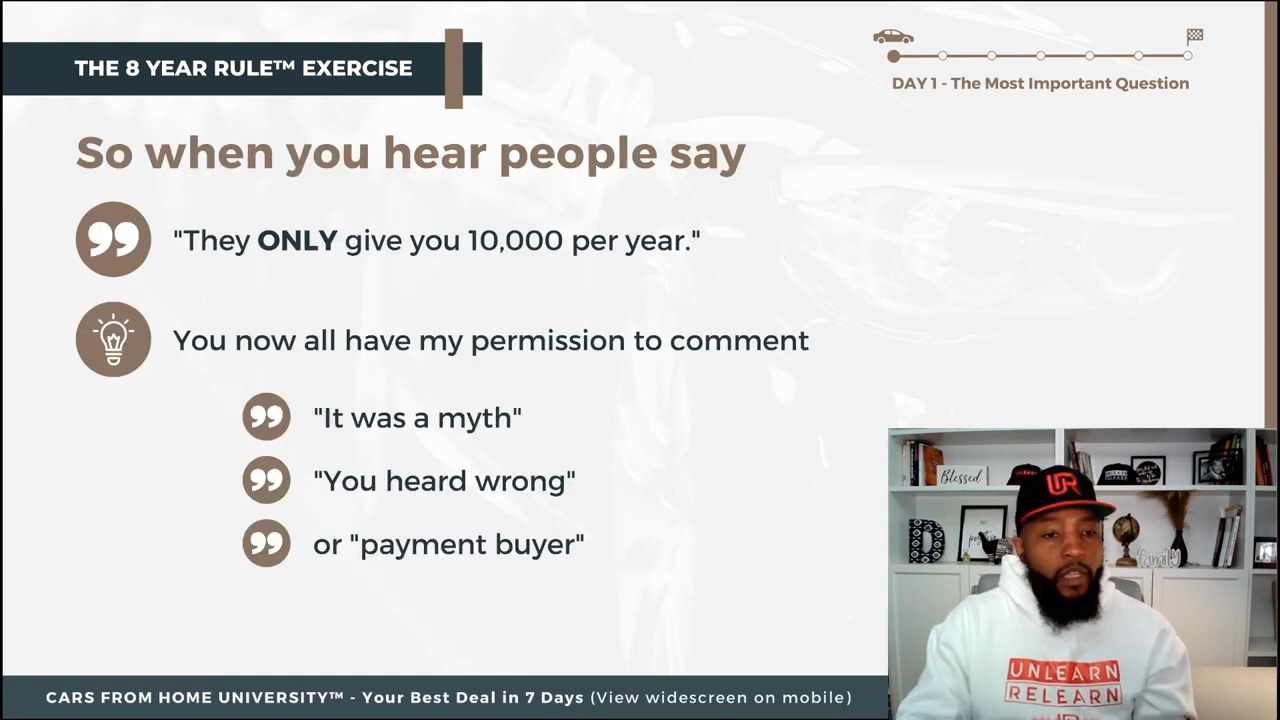 THE 8 YEAR RULE™ EXERCISE
DAY 1 - The Most Important Question
So when you hear people say
"They ONLY give you 10,000 per year."
You now all have my permission to comment
"It was a myth"
"You heard wrong"
or "payment buyer"
Blessed
UR
D
family
UNLEARN
RELEARN
CARS FROM HOME UNIVERSITY™ - Your Best Deal in 7 Days (View widescreen on mobile)